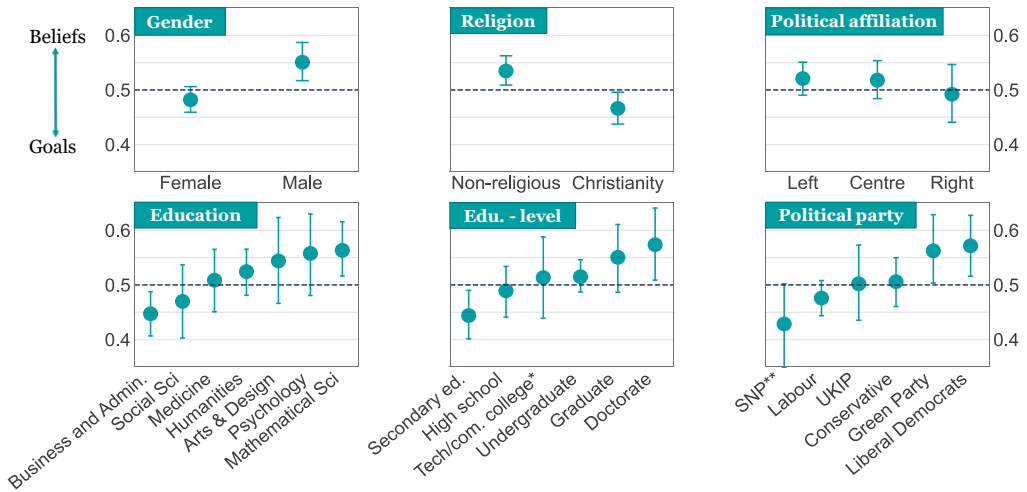 Beliefs
Goals
Gender
0.6
0.5
0.4
Female Male
Religion
Non-religious Christianity
Political affiliation
0.6
0.5
0.4
Left Centre Right
Education
0.6
0.5
0.4
Business and Admin.
Social Sci
Medicine
Humanities
Arts & Design
Psychology
Mathematical Sci
Edu. - level
Secondary ed.
High school
Tech/com. college*
Undergraduate
Graduate
Doctorate
Political party
0.6
0.5
0.4
SNP**
Labour
UKIP
Conservative
Green Party
Liberal Democrats